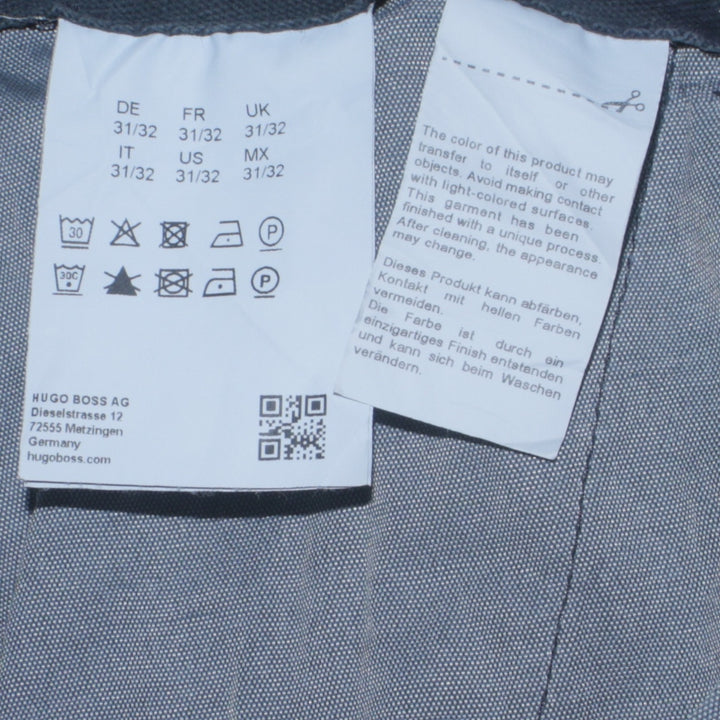 DE FR UK
31/32 31/32 31/32
IT US MX
31/32 31/32 31/32
30 P
30C P
HUGO BOSS AG
Dieselstrasse 12
72555 Metzingen
Germany
hugoboss.com
The color of this product may
transfer to itself or other
objects. Avoid making contact
with light-colored surfaces.
This garment has been
finished with a unique process.
After cleaning, the appearance
may change.
Dieses Produkt kann abfärben,
Kontakt mit hellen Farben
vermeiden.
Die Farbe ist durch ein
einzigartiges Finish entstanden
und kann sich beim Waschen
verändern.